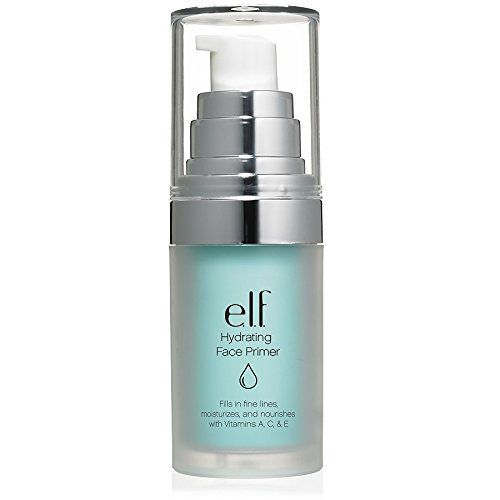 e.l.f.
Hydrating
Face Primer
Fills in fine lines,
moisturizes, and nourishes
with Vitamins A, C, & E